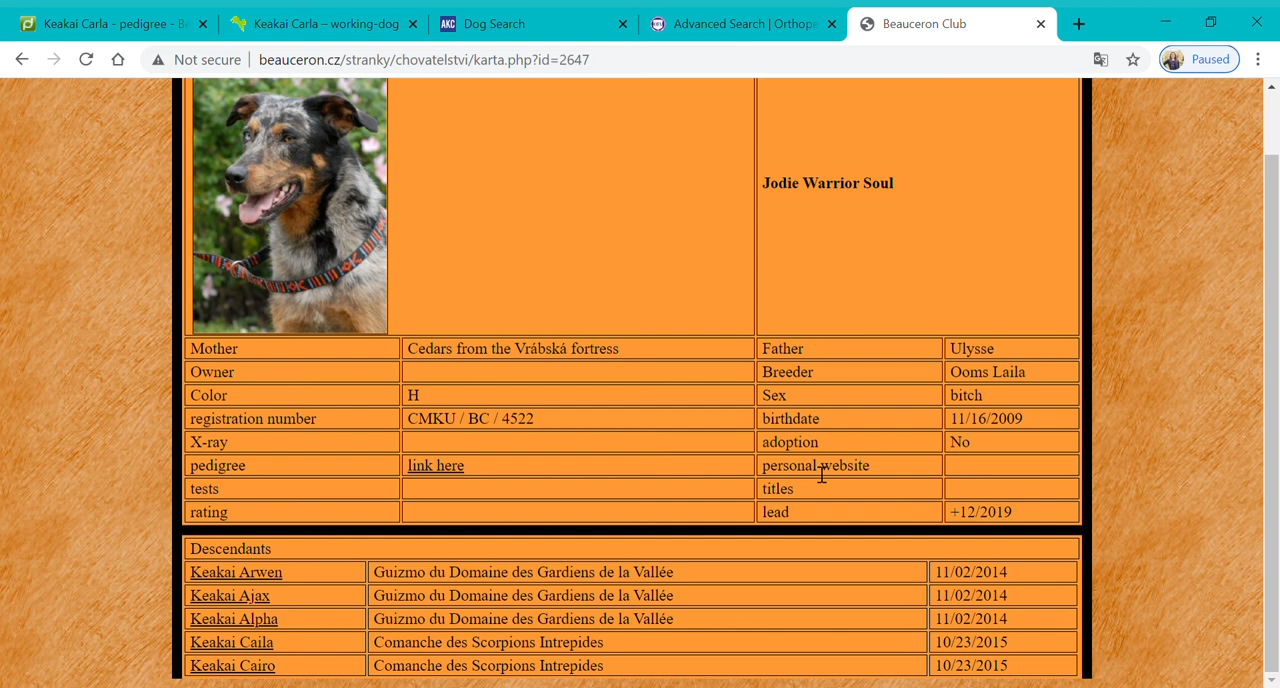 Keakai Carla - pedigree - Be
Keakai Carla – working-dog
AKC Dog Search
Advanced Search | Orthope
Beauceron Club
Not secure beauceron.cz/stranky/chovatelstvi/karta.php?id=2647 Paused
Jodie Warrior Soul
Mother Cedars from the Vrábská fortress Father Ulysse
Owner Breeder Ooms Laila
Color H Sex bitch
registration number CMKU / BC / 4522 birthdate 11/16/2009
X-ray adoption No
pedigree link here personal website
tests titles
rating lead +12/2019
Descendants
Keakai Arwen Guizmo du Domaine des Gardiens de la Vallée 11/02/2014
Keakai Ajax Guizmo du Domaine des Gardiens de la Vallée 11/02/2014
Keakai Alpha Guizmo du Domaine des Gardiens de la Vallée 11/02/2014
Keakai Caila Comanche des Scorpions Intrepides 10/23/2015
Keakai Cairo Comanche des Scorpions Intrepides 10/23/2015